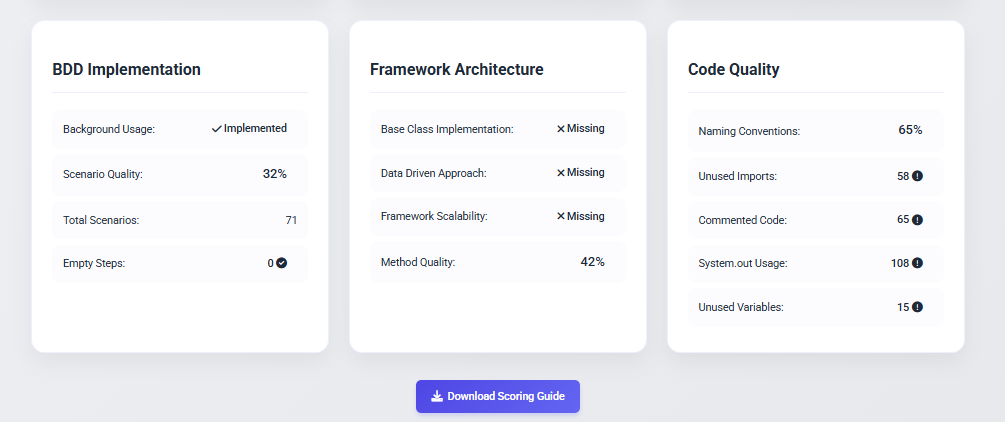 BDD Implementation
Background Usage: Implemented
Scenario Quality: 32%
Total Scenarios: 71
Empty Steps: 0
Framework Architecture
Base Class Implementation: Missing
Data Driven Approach: Missing
Framework Scalability: Missing
Method Quality: 42%
Code Quality
Naming Conventions: 65%
Unused Imports: 58
Commented Code: 65
System.out Usage: 108
Unused Variables: 15
Download Scoring Guide